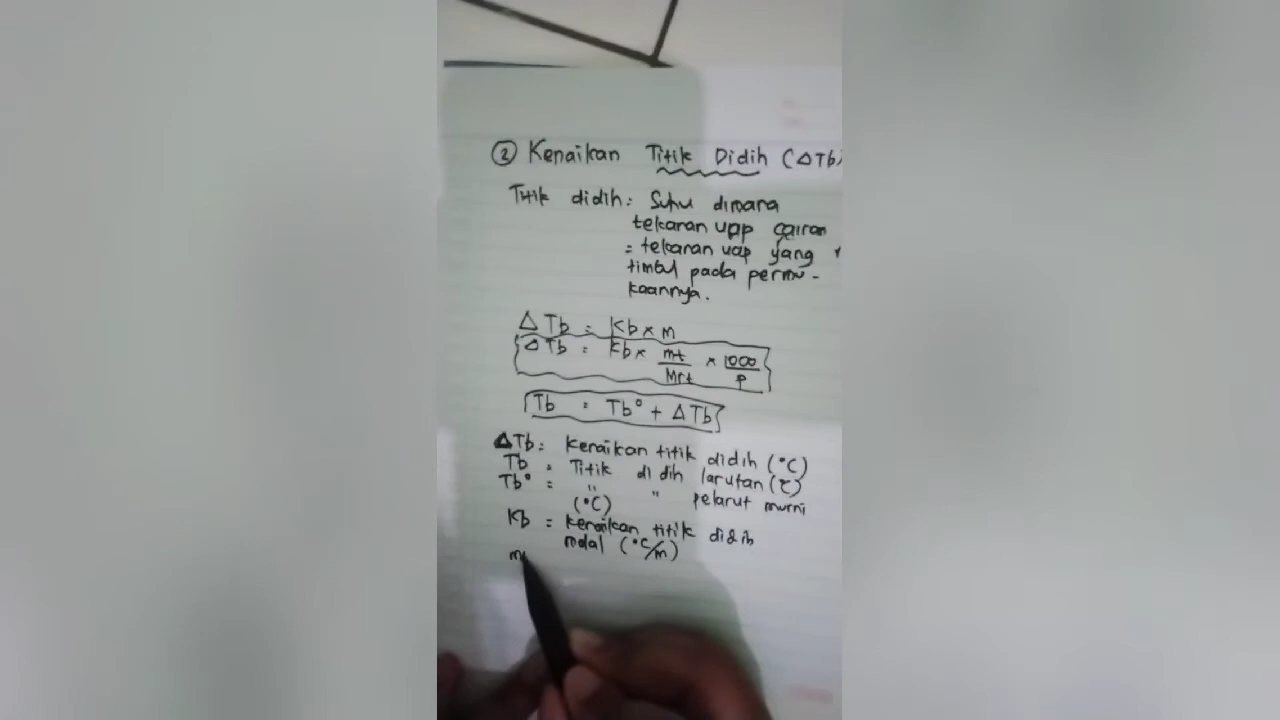 ② Kenaikan Titik Didih (ΔTb)
Titik didih : Suhu dimana
tekanan uap cairan
= tekanan uap yang
timbul pada permu-
kaannya.
ΔTb = Kb × m
ΔTb = Kb × mt/Mrt × 1000/P
Tb = Tb° + ΔTb
ΔTb = Kenaikan titik didih (°C)
Tb = Titik didih larutan (°C)
Tb° = " " pelarut murni
(°C)
Kb = Kenaikan titik didih
molal (°C/m)
mt